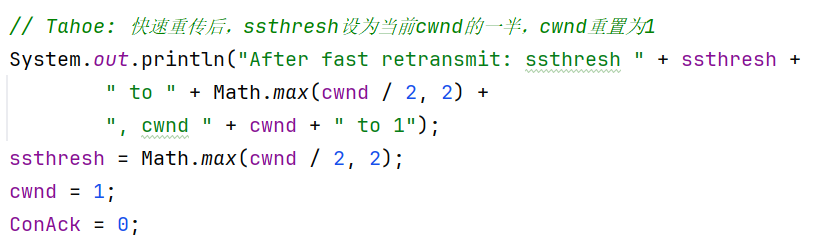 // Tahoe: 快速重传后，ssthresh设为当前cwnd的一半，cwnd重置为1
System.out.println("After fast retransmit: ssthresh " + ssthresh +
" to " + Math.max(cwnd / 2, 2) +
", cwnd " + cwnd + " to 1");
ssthresh = Math.max(cwnd / 2, 2);
cwnd = 1;
ConAck = 0;